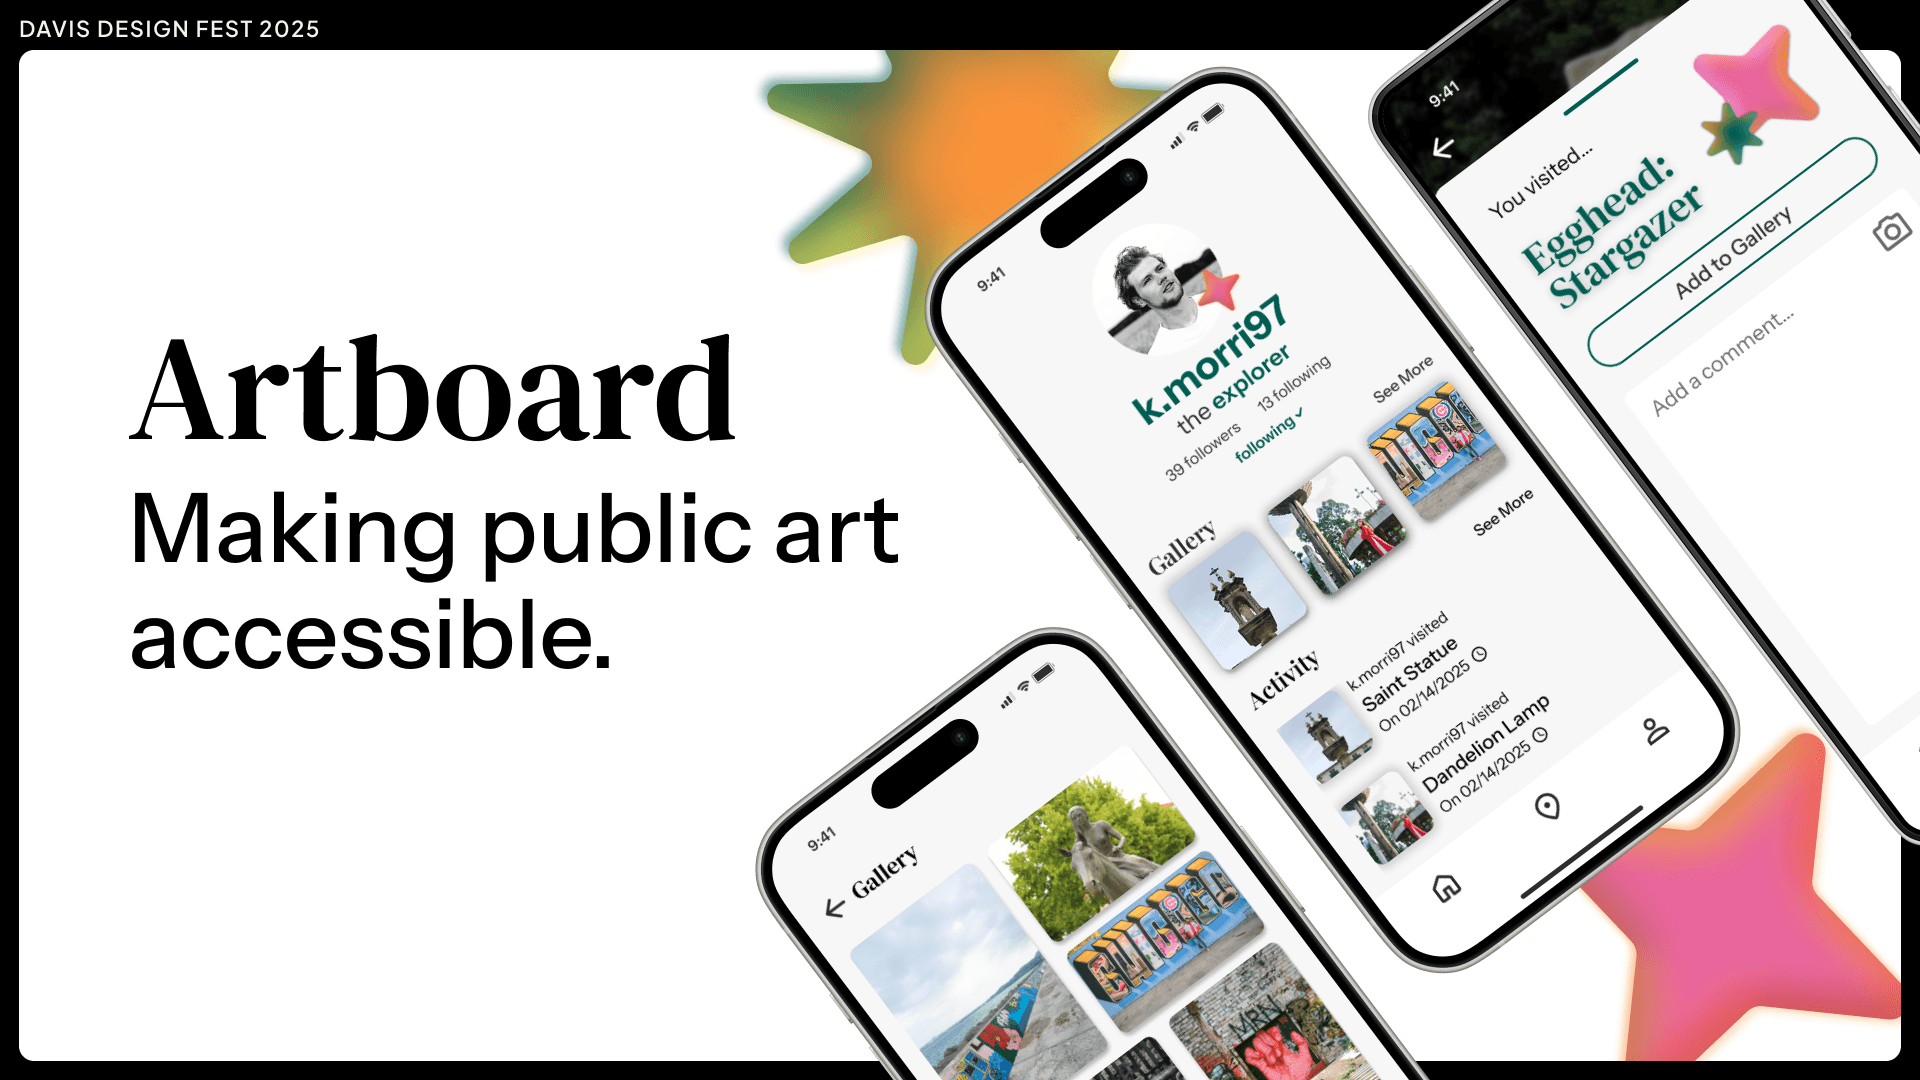 DAVIS DESIGN FEST 2025
Artboard
Making public art
accessible.
9:41
k.morri97
the explorer
39 followers 13 following
following
Gallery
See More
See More
Activity
k.morri97 visited
Saint Statue
On 02/14/2025
k.morri97 visited
Dandelion Lamp
On 02/14/2025
9:41
You visited...
Egghead:
Stargazer
Add to Gallery
Add a comment...
9:41
Gallery
CHICAGO
MRN